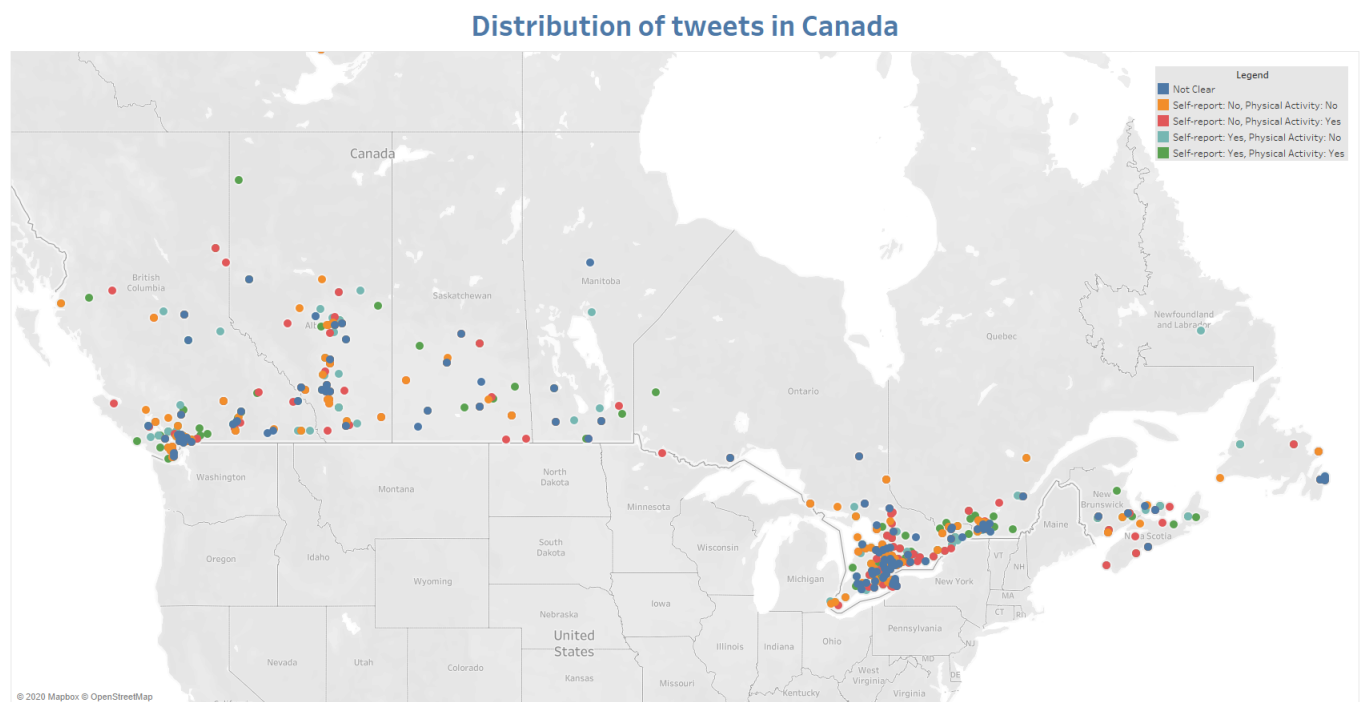 Distribution of tweets in Canada
Legend
Not Clear
Self-report: No, Physical Activity: No
Self-report: No, Physical Activity: Yes
Self-report: Yes, Physical Activity: No
Self-report: Yes, Physical Activity: Yes
Canada
British
Columbia
Saskatchewan
Manitoba
Ontario
Quebec
Newfoundland
and Labrador
New
Brunswick
Scotia
Washington
Montana
North
Dakota
Minnesota
Oregon
Idaho
Wyoming
South
Dakota
Wisconsin
Michigan
New York
Maine
VT
NH
MA
CT
RI
Nebraska
Iowa
United
States
Nevada
Utah
Colorado
Kansas
Missouri
Illinois
Indiana
Ohio
Pennsylvania
NJ
MD
DE
West
Virginia
Virginia
Kentucky
© 2020 Mapbox © OpenStreetMap